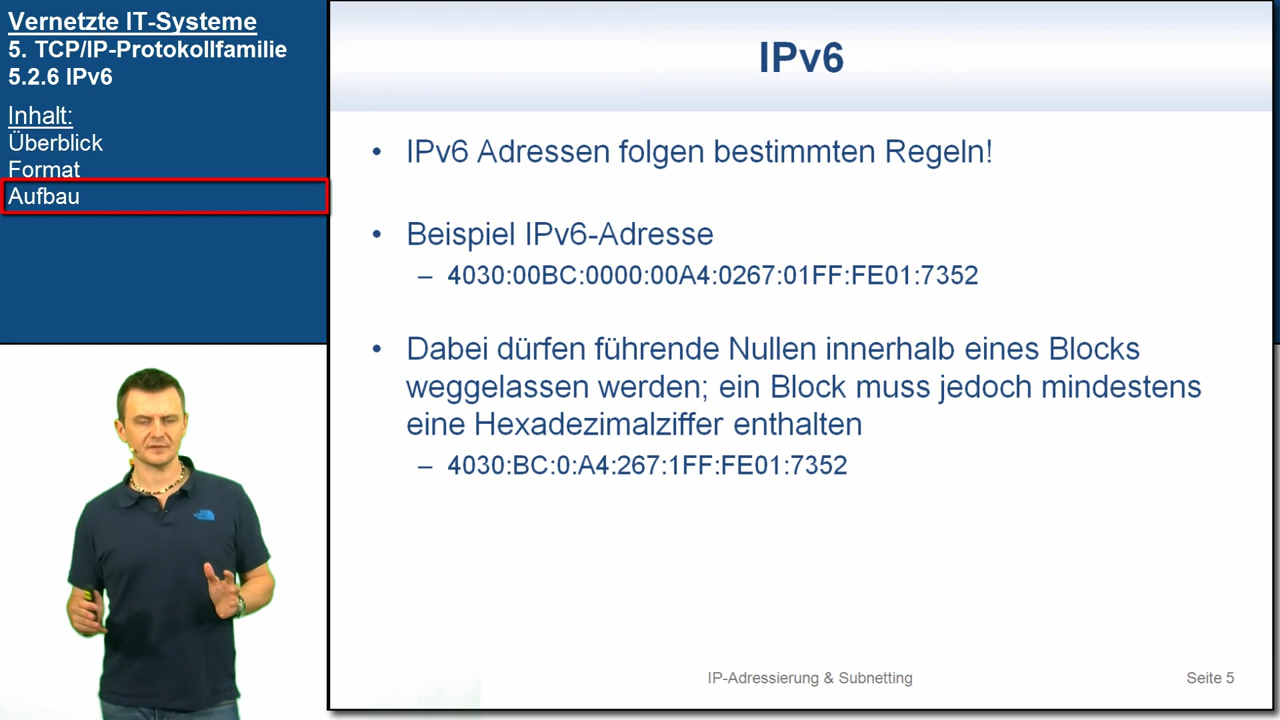 Vernetzte IT-Systeme
5. TCP/IP-Protokollfamilie
5.2.6 IPv6
Inhalt:
Überblick
Format
Aufbau
IPv6
• IPv6 Adressen folgen bestimmten Regeln!
• Beispiel IPv6-Adresse
– 4030:00BC:0000:00A4:0267:01FF:FE01:7352
• Dabei dürfen führende Nullen innerhalb eines Blocks
weggelassen werden; ein Block muss jedoch mindestens
eine Hexadezimalziffer enthalten
– 4030:BC:0:A4:267:1FF:FE01:7352
IP-Adressierung & Subnetting
Seite 5